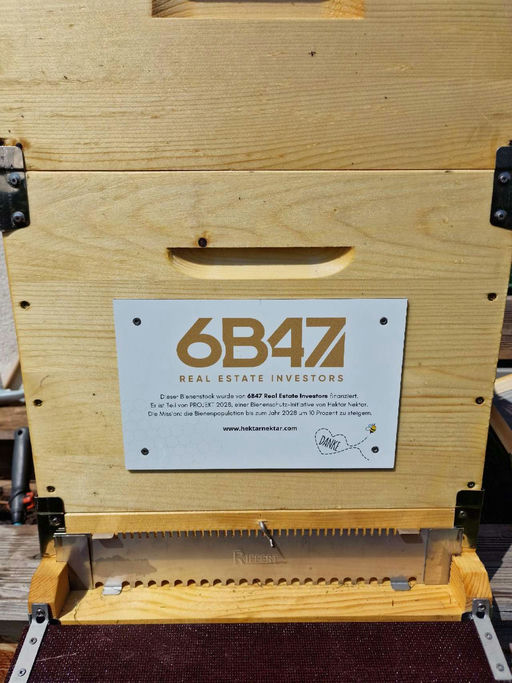 6B47
REAL ESTATE INVESTORS
Dieser Bienenstock wurde von 6B47 Real Estate Investors finanziert.
Er ist Teil von PROJEKT 2028, einer Bienenschutz-Initiative von Hektar Nektar.
Die Mission: die Bienenpopulation bis zum Jahr 2028 um 10 Prozent zu steigern.
www.hektarnektar.com
DANKE
RIPPERT